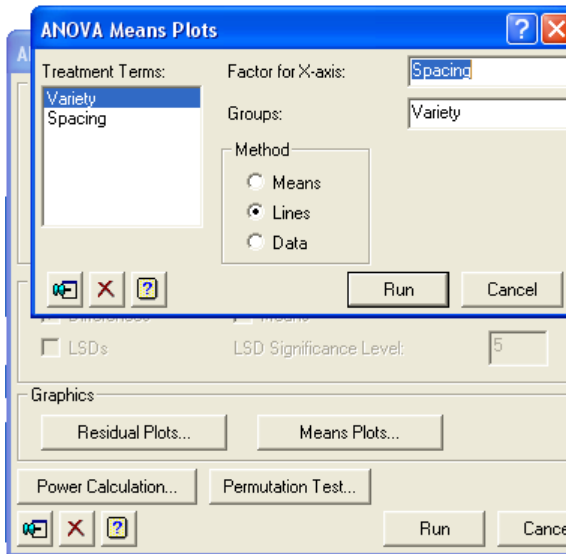 ANOVA Means Plots
Treatment Terms:
Variety
Spacing
Factor for X-axis:
Spacing
Groups:
Variety
Method
Means
Lines
Data
Run
Cancel
LSDs
LSD Significance Level:
5
Graphics
Residual Plots...
Means Plots...
Power Calculation...
Permutation Test...
Run
Cance